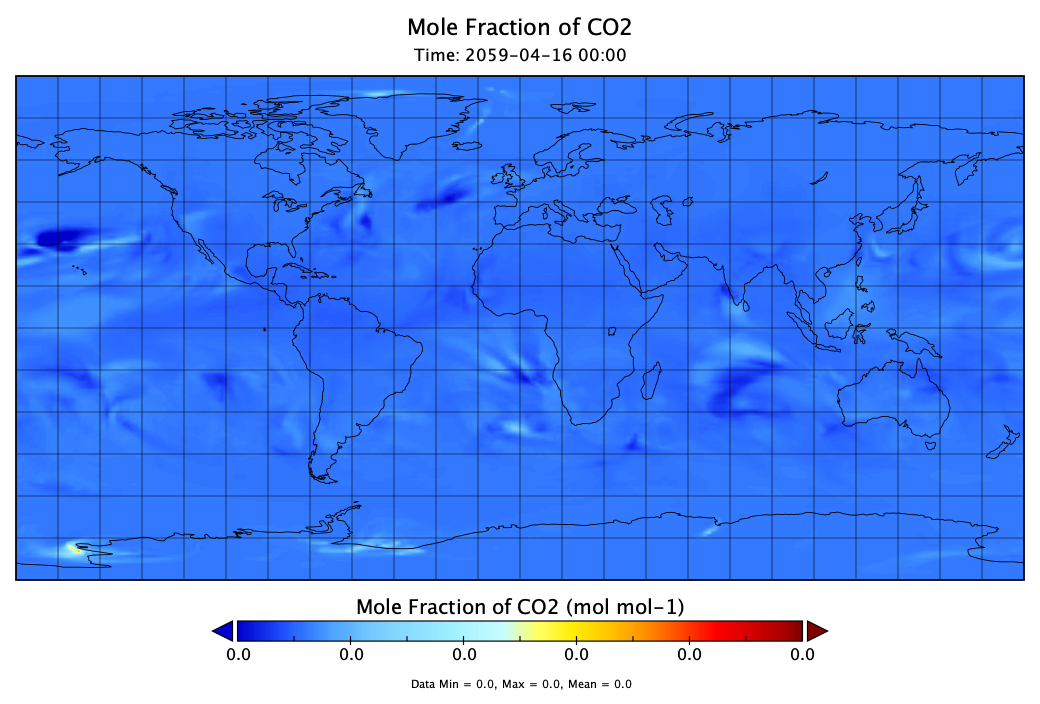 Mole Fraction of CO2
Time: 2059-04-16 00:00
Mole Fraction of CO2 (mol mol-1)
0.0 0.0 0.0 0.0 0.0 0.0
Data Min = 0.0, Max = 0.0, Mean = 0.0